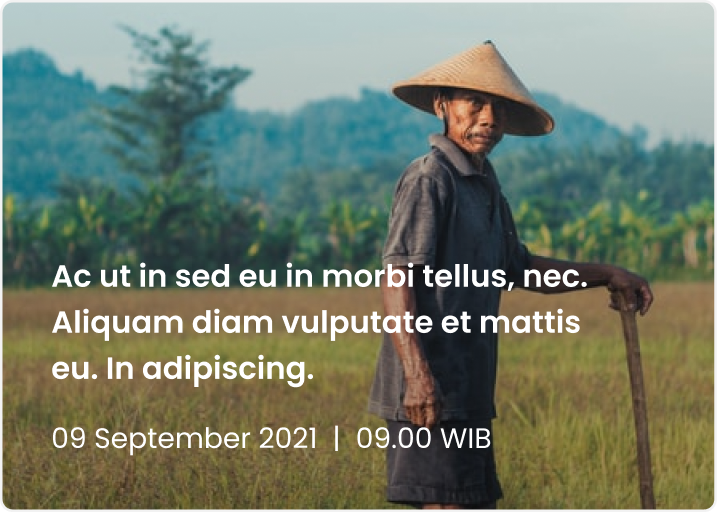 Ac ut in sed eu in morbi tellus, nec.
Aliquam diam vulputate et mattis
eu. In adipiscing.
09 September 2021 | 09.00 WIB